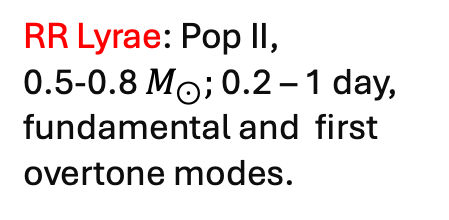 RR Lyrae: Pop II,
0.5-0.8 𝑀☉; 0.2 – 1 day,
fundamental and first
overtone modes.